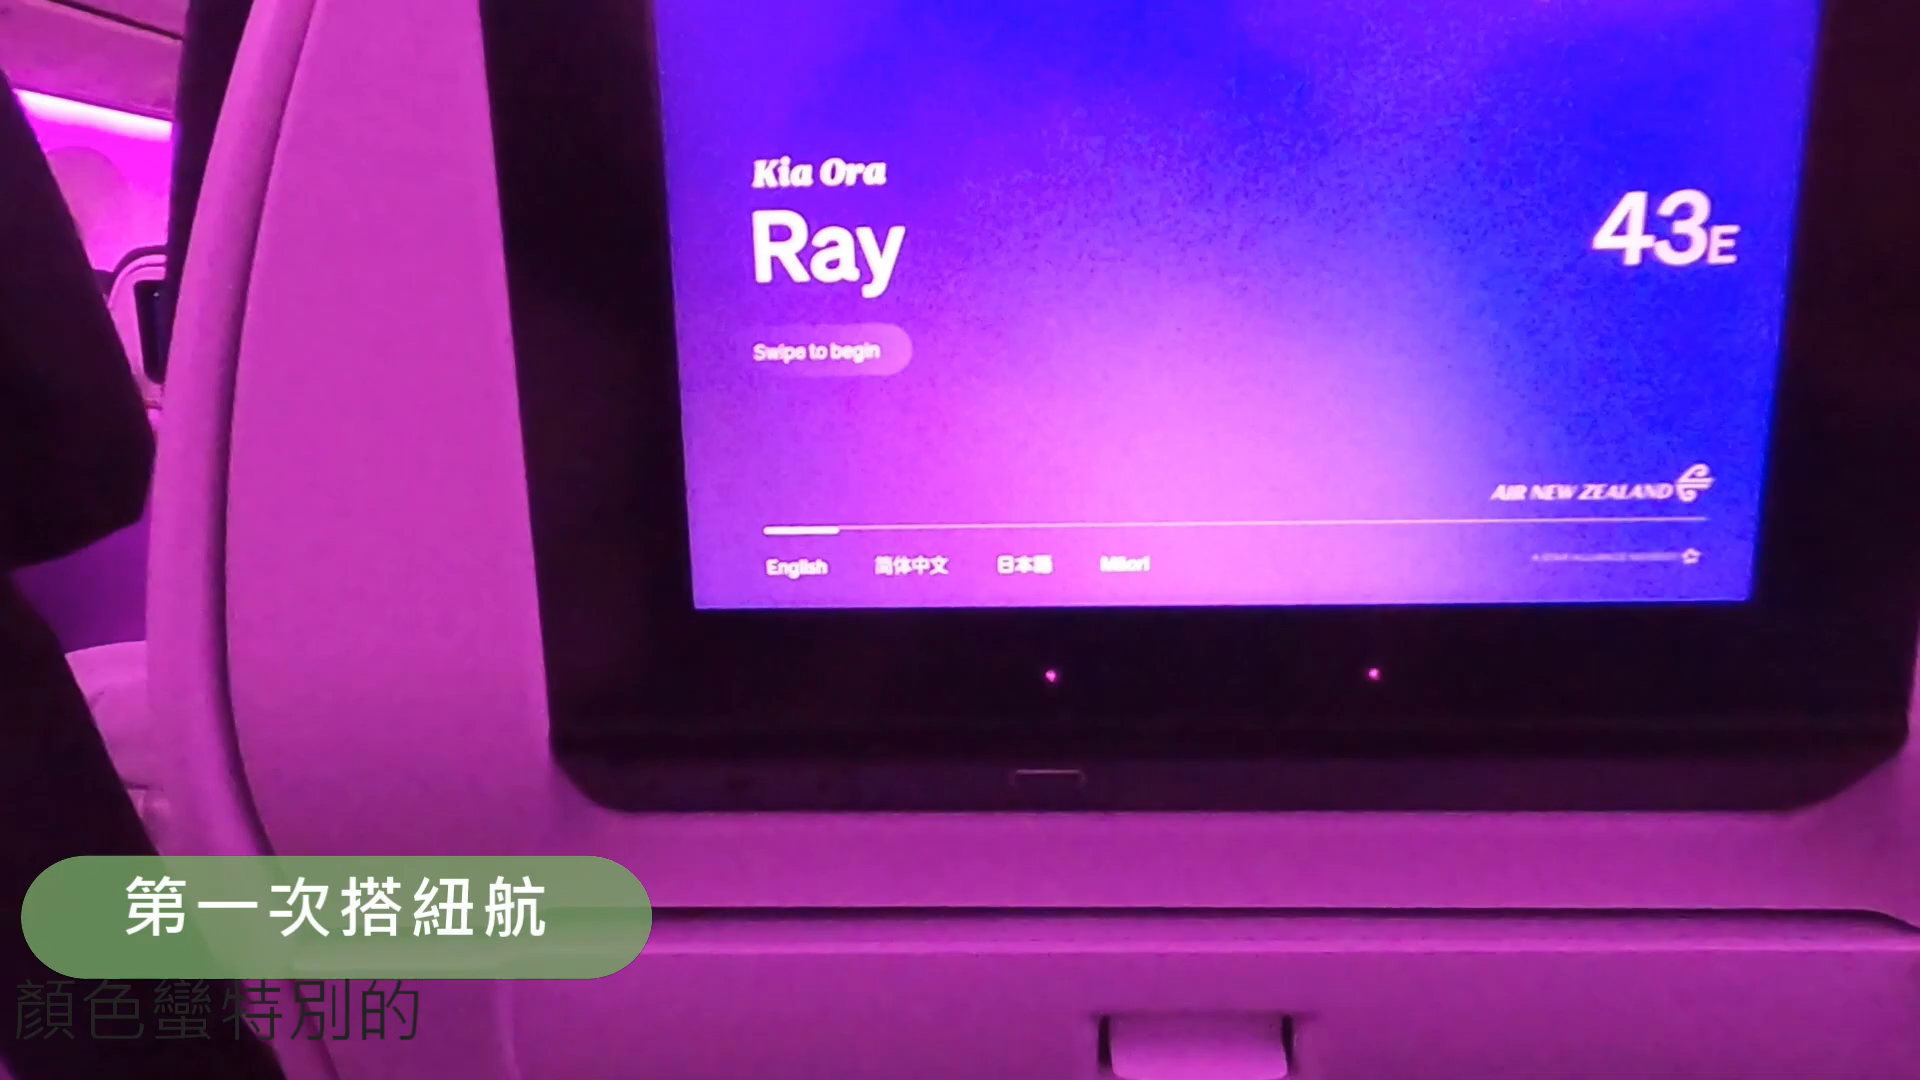 Kia Ora
Ray
43E
Swipe to begin
AIR NEW ZEALAND
English 简体中文 日本語 Māori
A STAR ALLIANCE MEMBER
第一次搭紐航
顏色蠻特別的